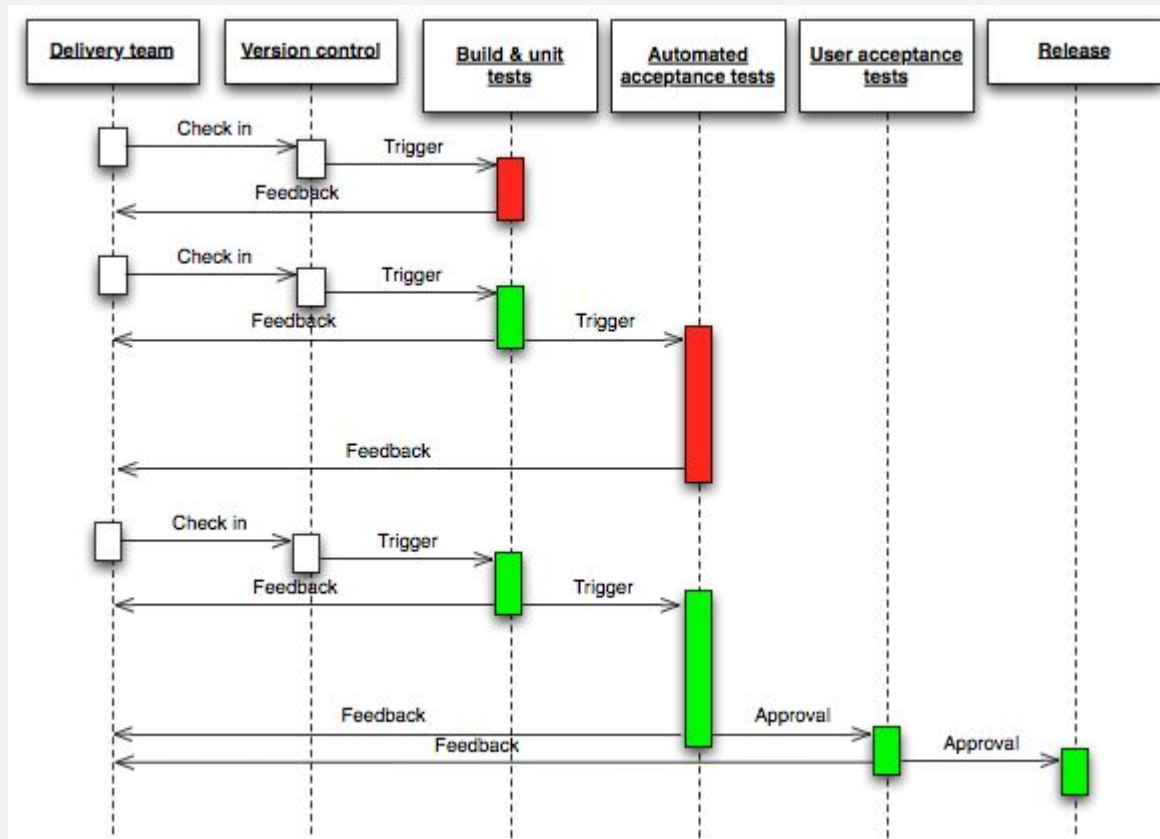 Delivery team
Version control
Build & unit
tests
Automated
acceptance tests
User acceptance
tests
Release
Check in
Trigger
Feedback
Check in
Trigger
Feedback
Trigger
Feedback
Check in
Trigger
Feedback
Trigger
Feedback
Approval
Feedback
Approval